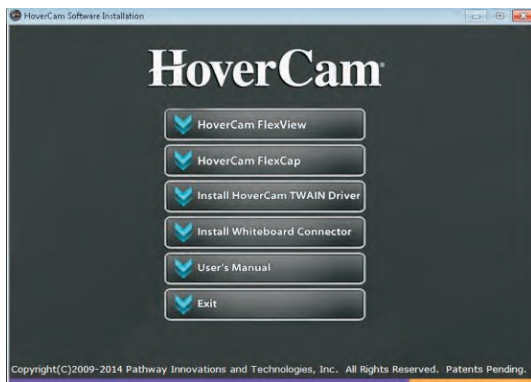 HoverCam Software Installation
HoverCam
HoverCam FlexView
HoverCam FlexCap
Install HoverCam TWAIN Driver
Install Whiteboard Connector
User's Manual
Exit
Copyright(C)2009-2014 Pathway Innovations and Technologies, Inc. All Rights Reserved. Patents Pending.